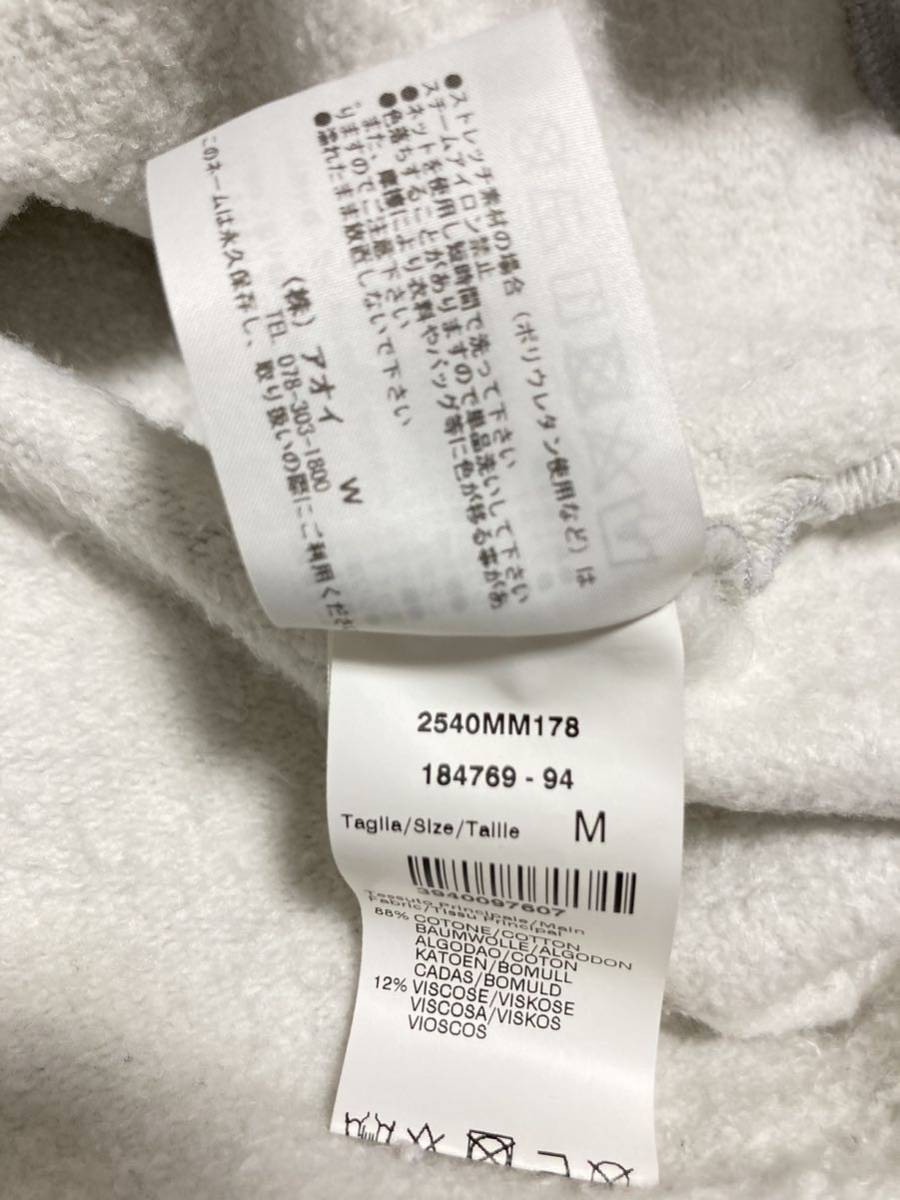 ●ストレッチ素材の場合（ポリウレタン使用など）は
スチームアイロン禁止
●ネットを使用し短時間で洗って下さい
●色落ちすることがありますので単品洗いして下さい
また、摩擦により衣料やバッグ等に色が移る事があ
りますのでご注意下さい
●濡れたまま放置しないで下さい
W
（株）アオイ
TEL 078-303-1800
このネームは永久保存し、取り扱いの際にご利用くださ
2540MM178
184769 - 94
Taglia/Size/Taille M
3940097607
Tessuto Principale/Main
Fabric/Tissu Principal
88% COTONE/COTTON
BAUMWOLLE/ALGODON
ALGODAO/COTON
KATOEN/BOMULL
CADAS/BOMULD
12% VISCOSE/VISKOSE
VISCOSA/VISKOS
VIOSCOS